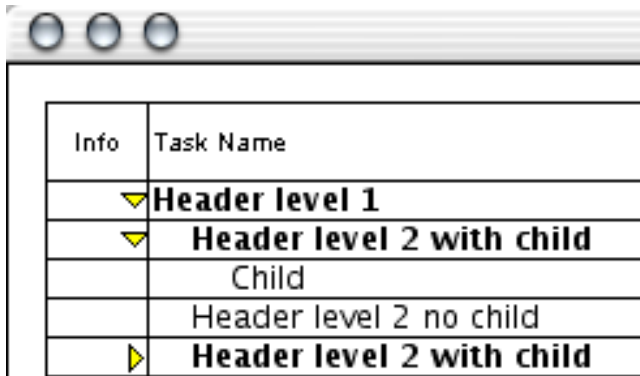 Info Task Name
Header level 1
Header level 2 with child
Child
Header level 2 no child
Header level 2 with child